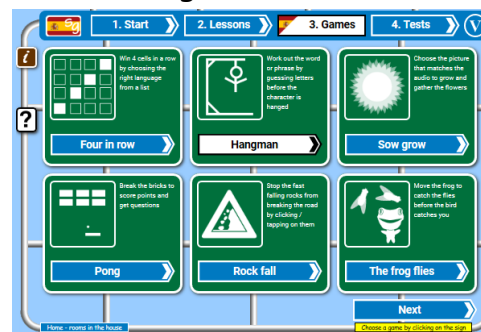 Sg
1. Start
2. Lessons
3. Games
4. Tests
V
i
?
Win 4 cells in a row
by choosing the
right language
from a list
Four in row
Work out the word
or phrase by
guessing letters
before the
character is
hanged
Hangman
Choose the picture
that matches the
audio to grow and
gather the flowers
Sow grow
Break the bricks to
score points and
get questions
Pong
Stop the fast
falling rocks from
breaking the road
by clicking /
tapping on them
Rock fall
Move the frog to
catch the flies
before the bird
catches you
The frog flies
Next
Home - rooms in the house
Choose a game by clicking on the sign